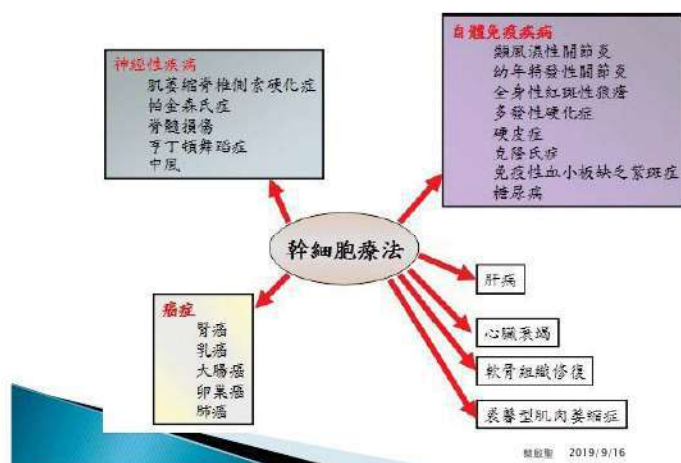 神經性疾病
肌萎縮脊椎側索硬化症
帕金森氏症
脊髓損傷
亨丁頓舞蹈症
中風
自體免疫疾病
類風濕性關節炎
幼年特發性關節炎
全身性紅斑性狼瘡
多發性硬化症
硬皮症
克隆氏症
免疫性血小板缺乏紫斑症
糖尿病
幹細胞療法
肝病
心臟衰竭
軟骨組織修復
裘馨型肌肉萎縮症
癌症
腎癌
乳癌
大腸癌
卵巢癌
肺癌
2019/9/16